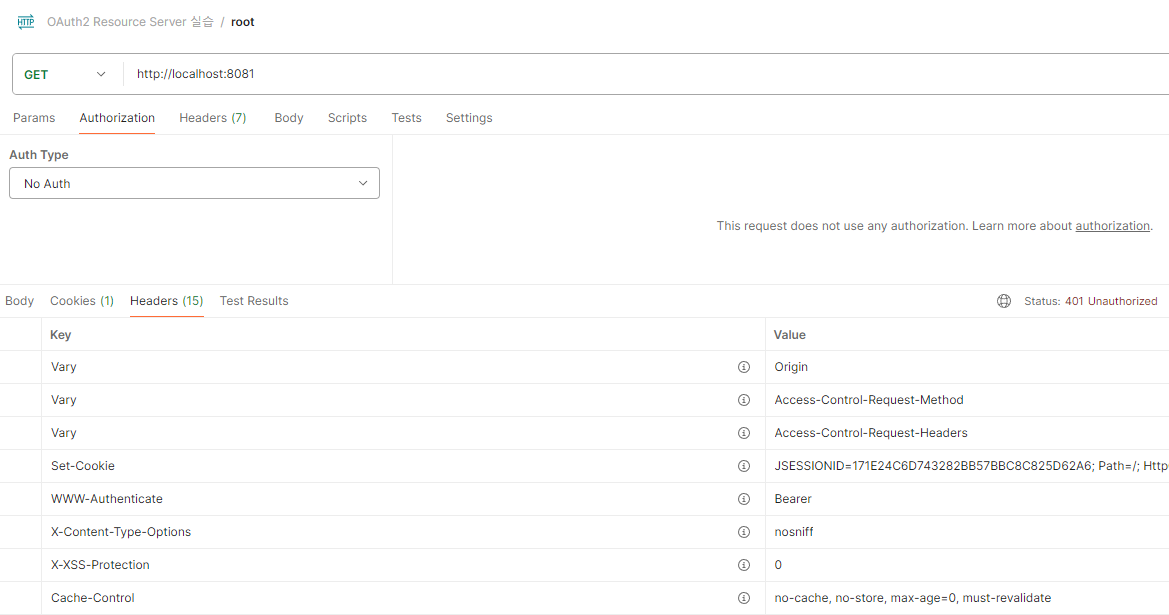 HTTP OAuth2 Resource Server 실습 / root
GET http://localhost:8081
Params Authorization Headers (7) Body Scripts Tests Settings
Auth Type
No Auth
This request does not use any authorization. Learn more about authorization.
Body Cookies (1) Headers (15) Test Results Status: 401 Unauthorized
Key Value
Vary Origin
Vary Access-Control-Request-Method
Vary Access-Control-Request-Headers
Set-Cookie JSESSIONID=171E24C6D743282BB57BBC8C825D62A6; Path=/; Http
WWW-Authenticate Bearer
X-Content-Type-Options nosniff
X-XSS-Protection 0
Cache-Control no-cache, no-store, max-age=0, must-revalidate